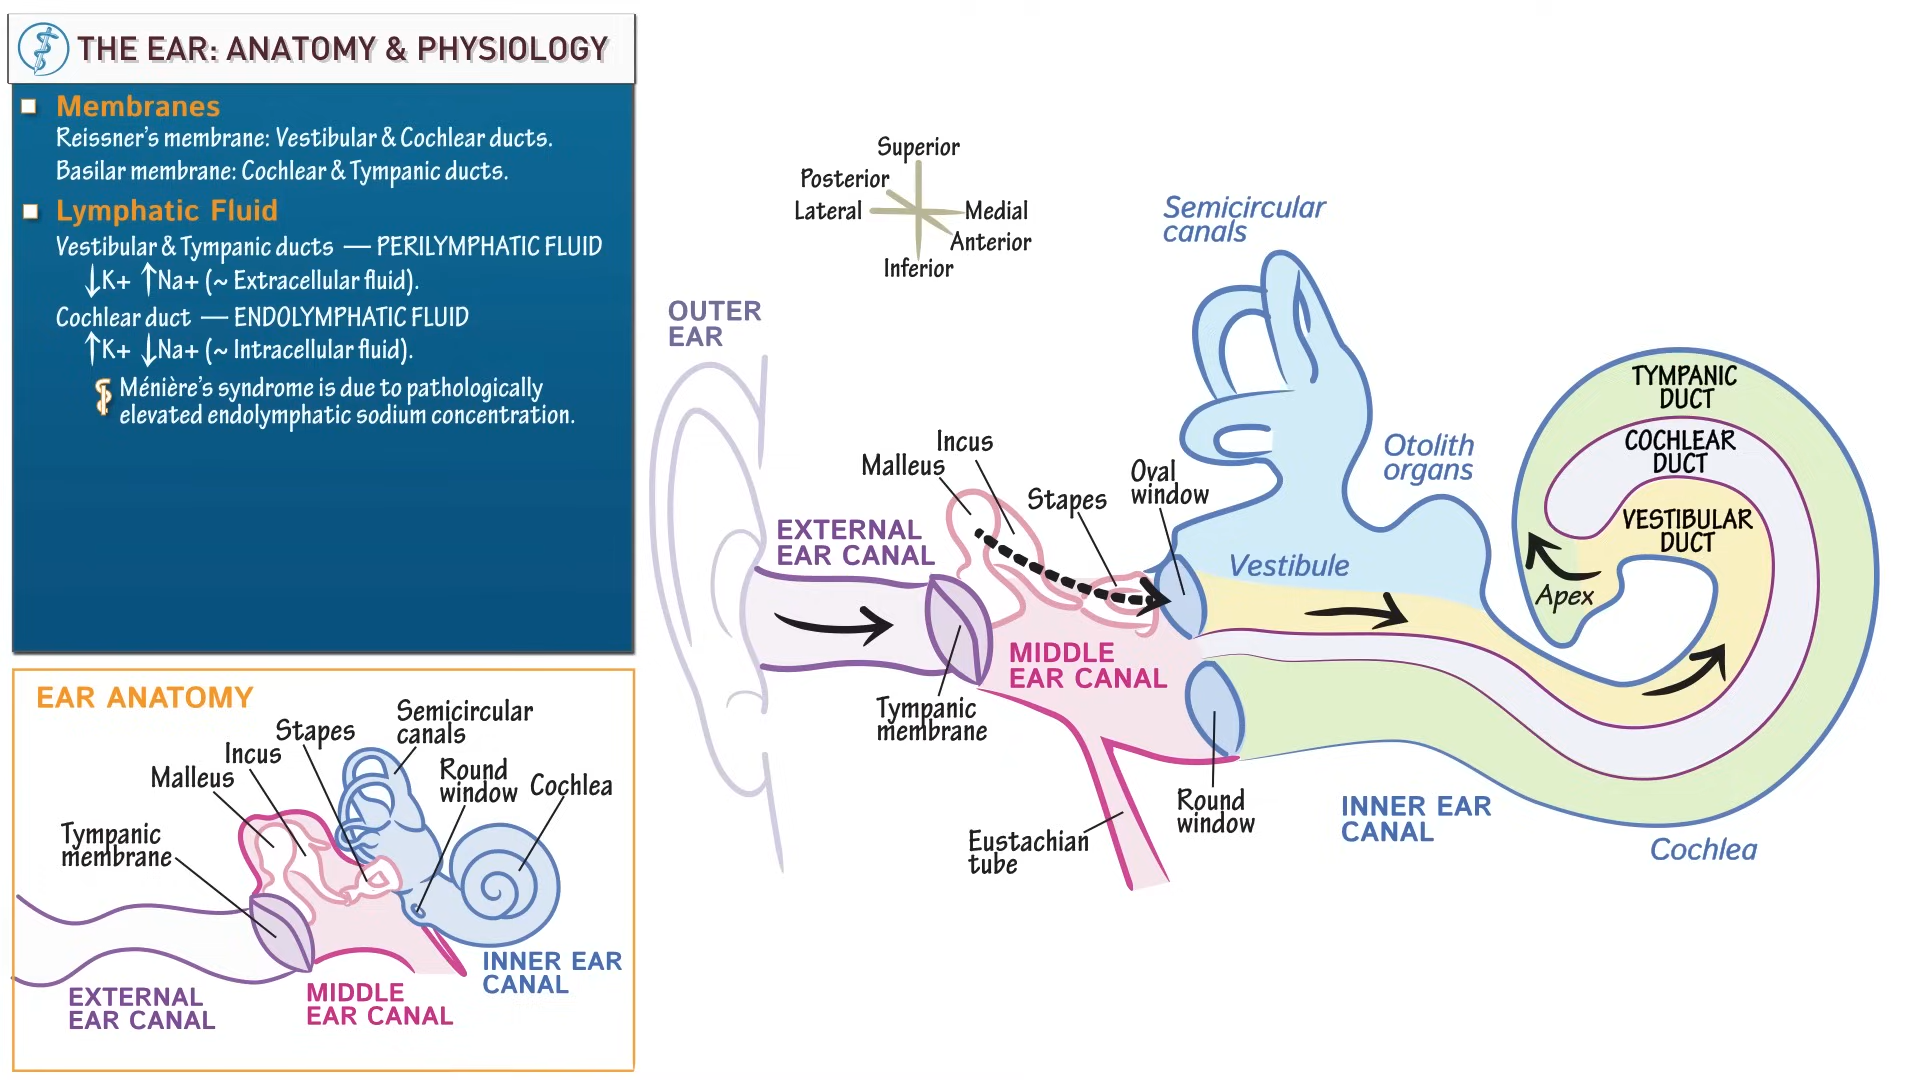 THE EAR: ANATOMY & PHYSIOLOGY
Membranes
Reissner's membrane: Vestibular & Cochlear ducts.
Basilar membrane: Cochlear & Tympanic ducts.
Lymphatic Fluid
Vestibular & Tympanic ducts — PERILYMPHATIC FLUID
↓K+ ↑Na+ (~ Extracellular fluid).
Cochlear duct — ENDOLYMPHATIC FLUID
↑K+ ↓Na+ (~ Intracellular fluid).
Ménière's syndrome is due to pathologically
elevated endolymphatic sodium concentration.
EAR ANATOMY
Semicircular
canals
Stapes
Incus
Malleus
Round
window
Cochlea
Tympanic
membrane
INNER EAR
CANAL
MIDDLE
EAR CANAL
EXTERNAL
EAR CANAL
Superior
Posterior
Lateral
Medial
Anterior
Inferior
OUTER
EAR
Semicircular
canals
Otolith
organs
Incus
Malleus
Stapes
Oval
window
EXTERNAL
EAR CANAL
Vestibule
TYMPANIC
DUCT
COCHLEAR
DUCT
VESTIBULAR
DUCT
Apex
MIDDLE
EAR CANAL
Tympanic
membrane
Round
window
Eustachian
tube
INNER EAR
CANAL
Cochlea